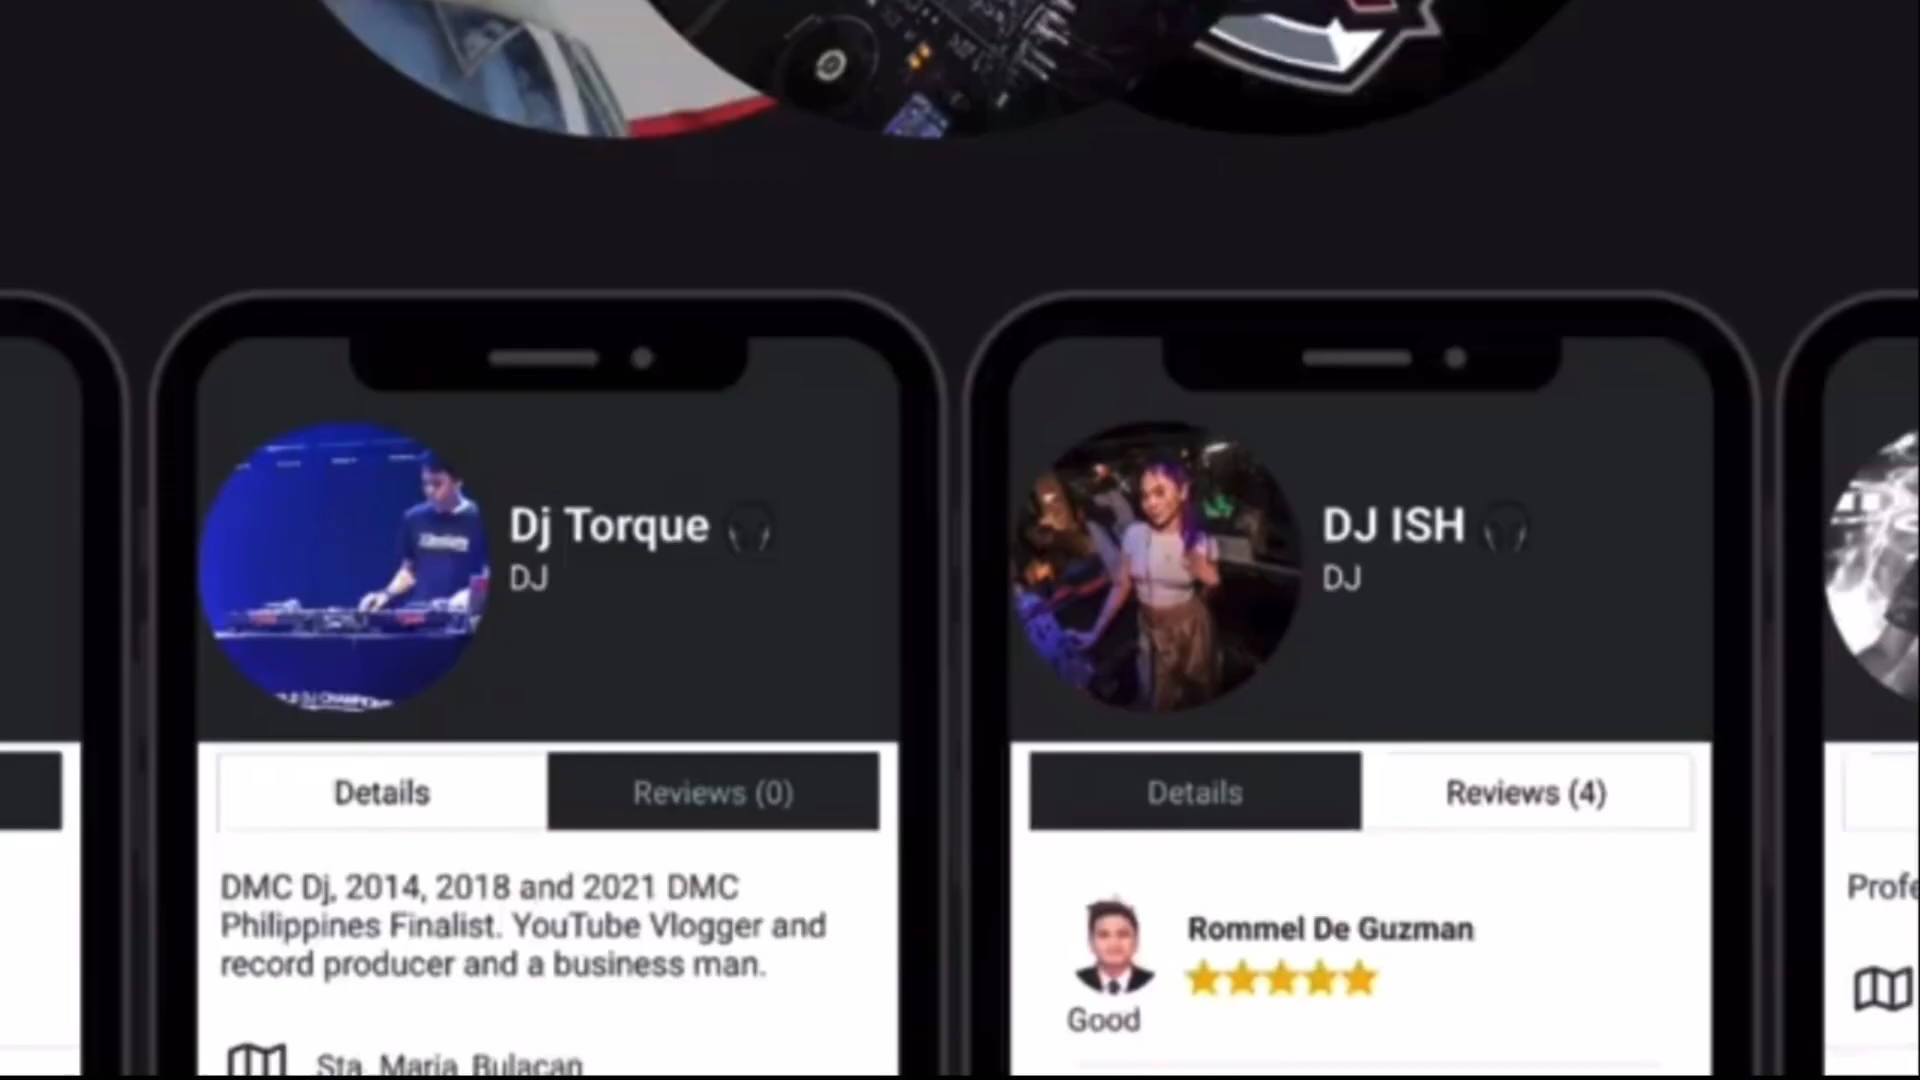 Dj Torque
DJ
Details
Reviews (0)
DMC Dj, 2014, 2018 and 2021 DMC
Philippines Finalist. YouTube Vlogger and
record producer and a business man.
Sta. Maria Bulacan
DJ ISH
DJ
Details
Reviews (4)
Rommel De Guzman
Good